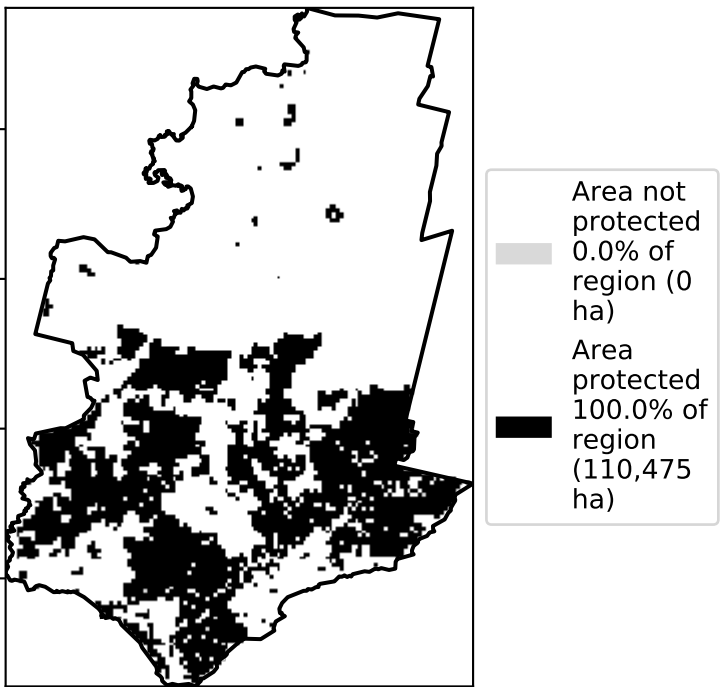 Area not
protected
0.0% of
region (0
ha)
Area
protected
100.0% of
region
(110,475
ha)